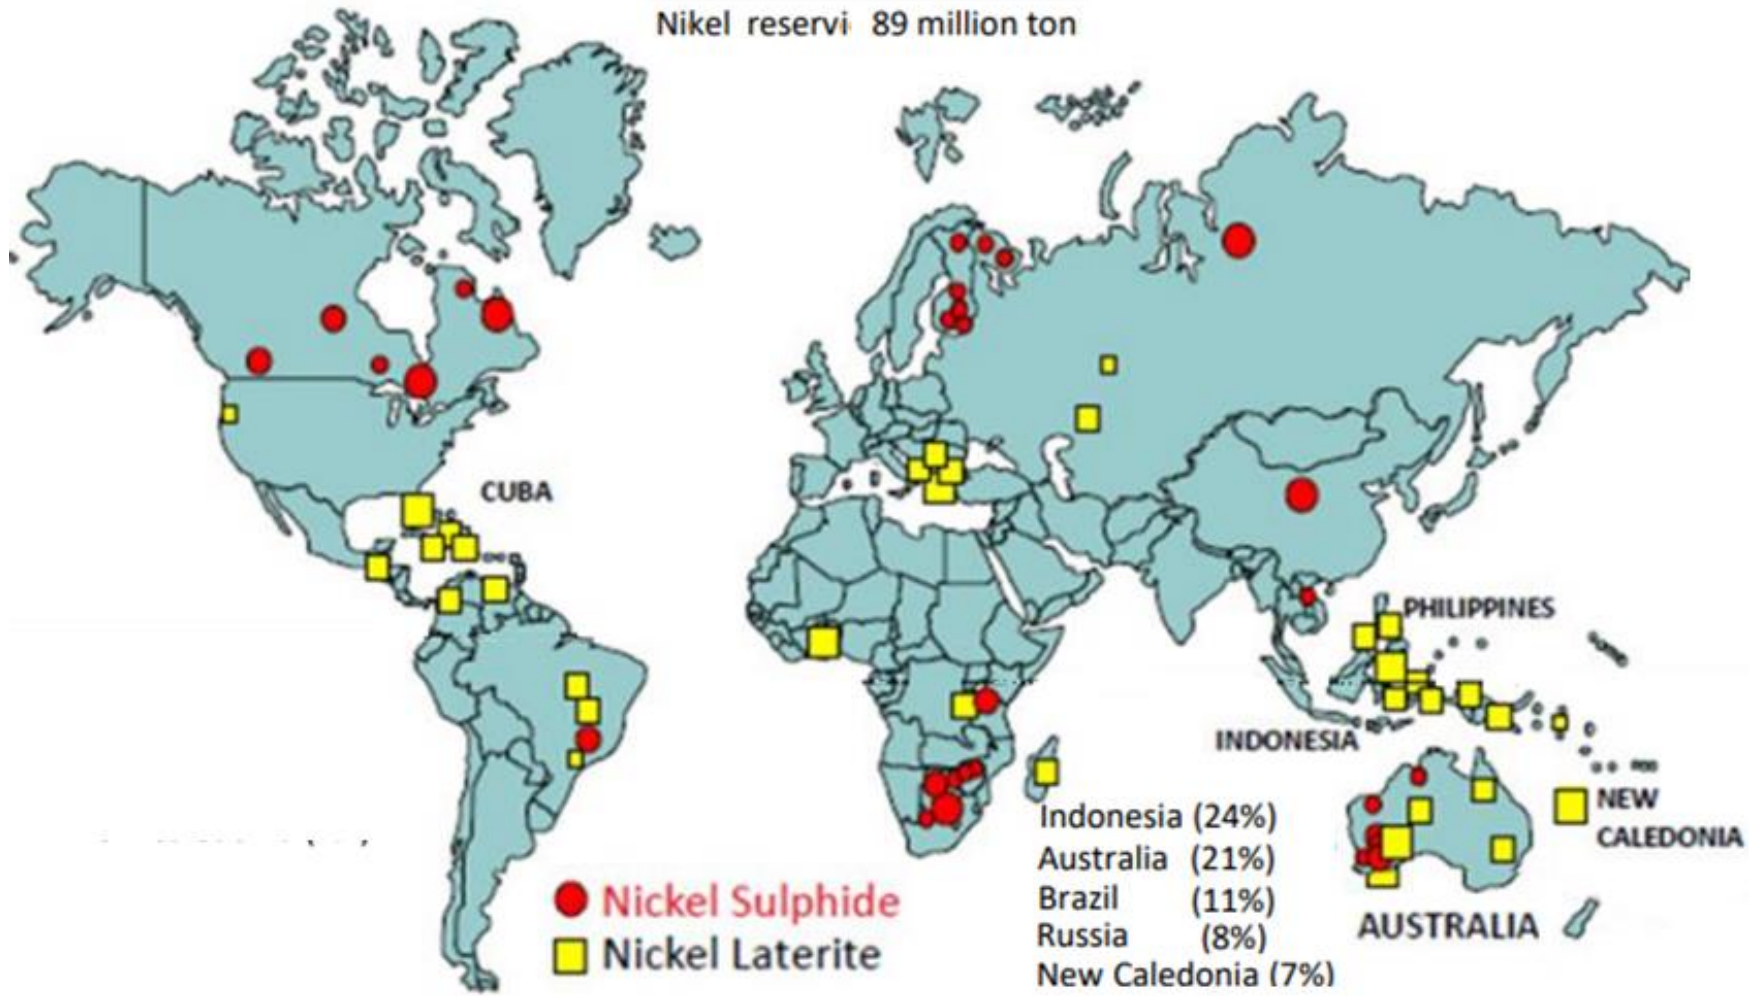 Nikel reservi 89 million ton
CUBA
PHILIPPINES
INDONESIA
NEW
CALEDONIA
AUSTRALIA
Indonesia (24%)
Australia (21%)
Brazil (11%)
Russia (8%)
New Caledonia (7%)
Nickel Sulphide
Nickel Laterite